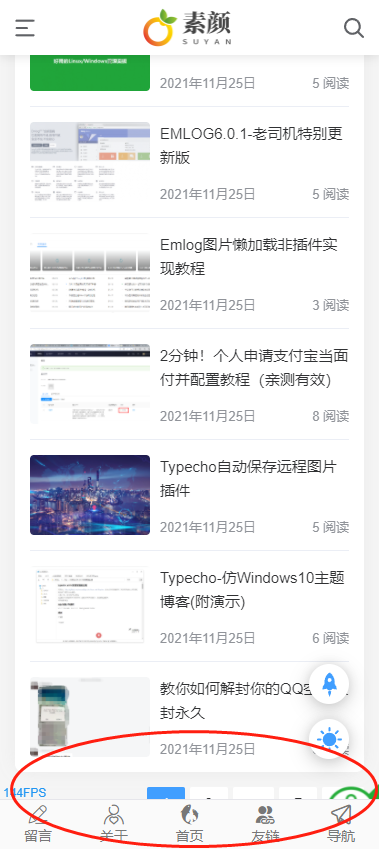 素颜
SUYAN
好用的Linux/Windows面板
2021年11月25日 5 阅读
EMLOG6.0.1-老司机特别更
新版
2021年11月25日 5 阅读
Emlog图片懒加载非插件实
现教程
2021年11月25日 3 阅读
2分钟！个人申请支付宝当面
付并配置教程（亲测有效）
2021年11月25日 8 阅读
Typecho自动保存远程图片
插件
2021年11月25日 5 阅读
Typecho-仿Windows10主题
博客(附演示)
2021年11月25日 6 阅读
教你如何解封你的QQ空
封永久
2021年11月25日
144FPS
留言 关于 首页 友链 导航